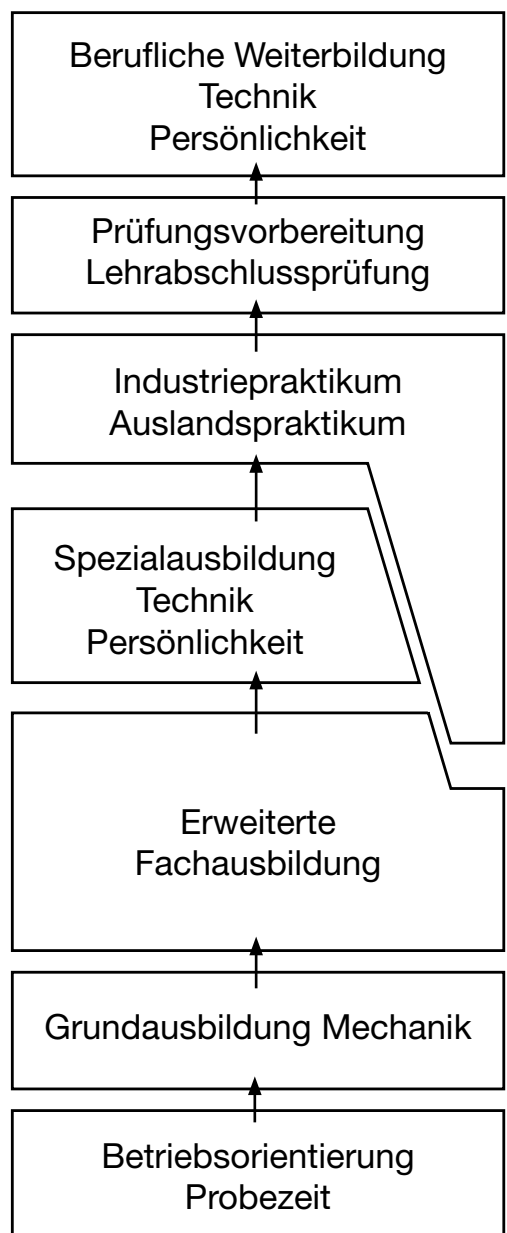 Berufliche Weiterbildung
Technik
Persönlichkeit
Prüfungsvorbereitung
Lehrabschlussprüfung
Industriepraktikum
Auslandspraktikum
Spezialausbildung
Technik
Persönlichkeit
Erweiterte
Fachausbildung
Grundausbildung Mechanik
Betriebsorientierung
Probezeit